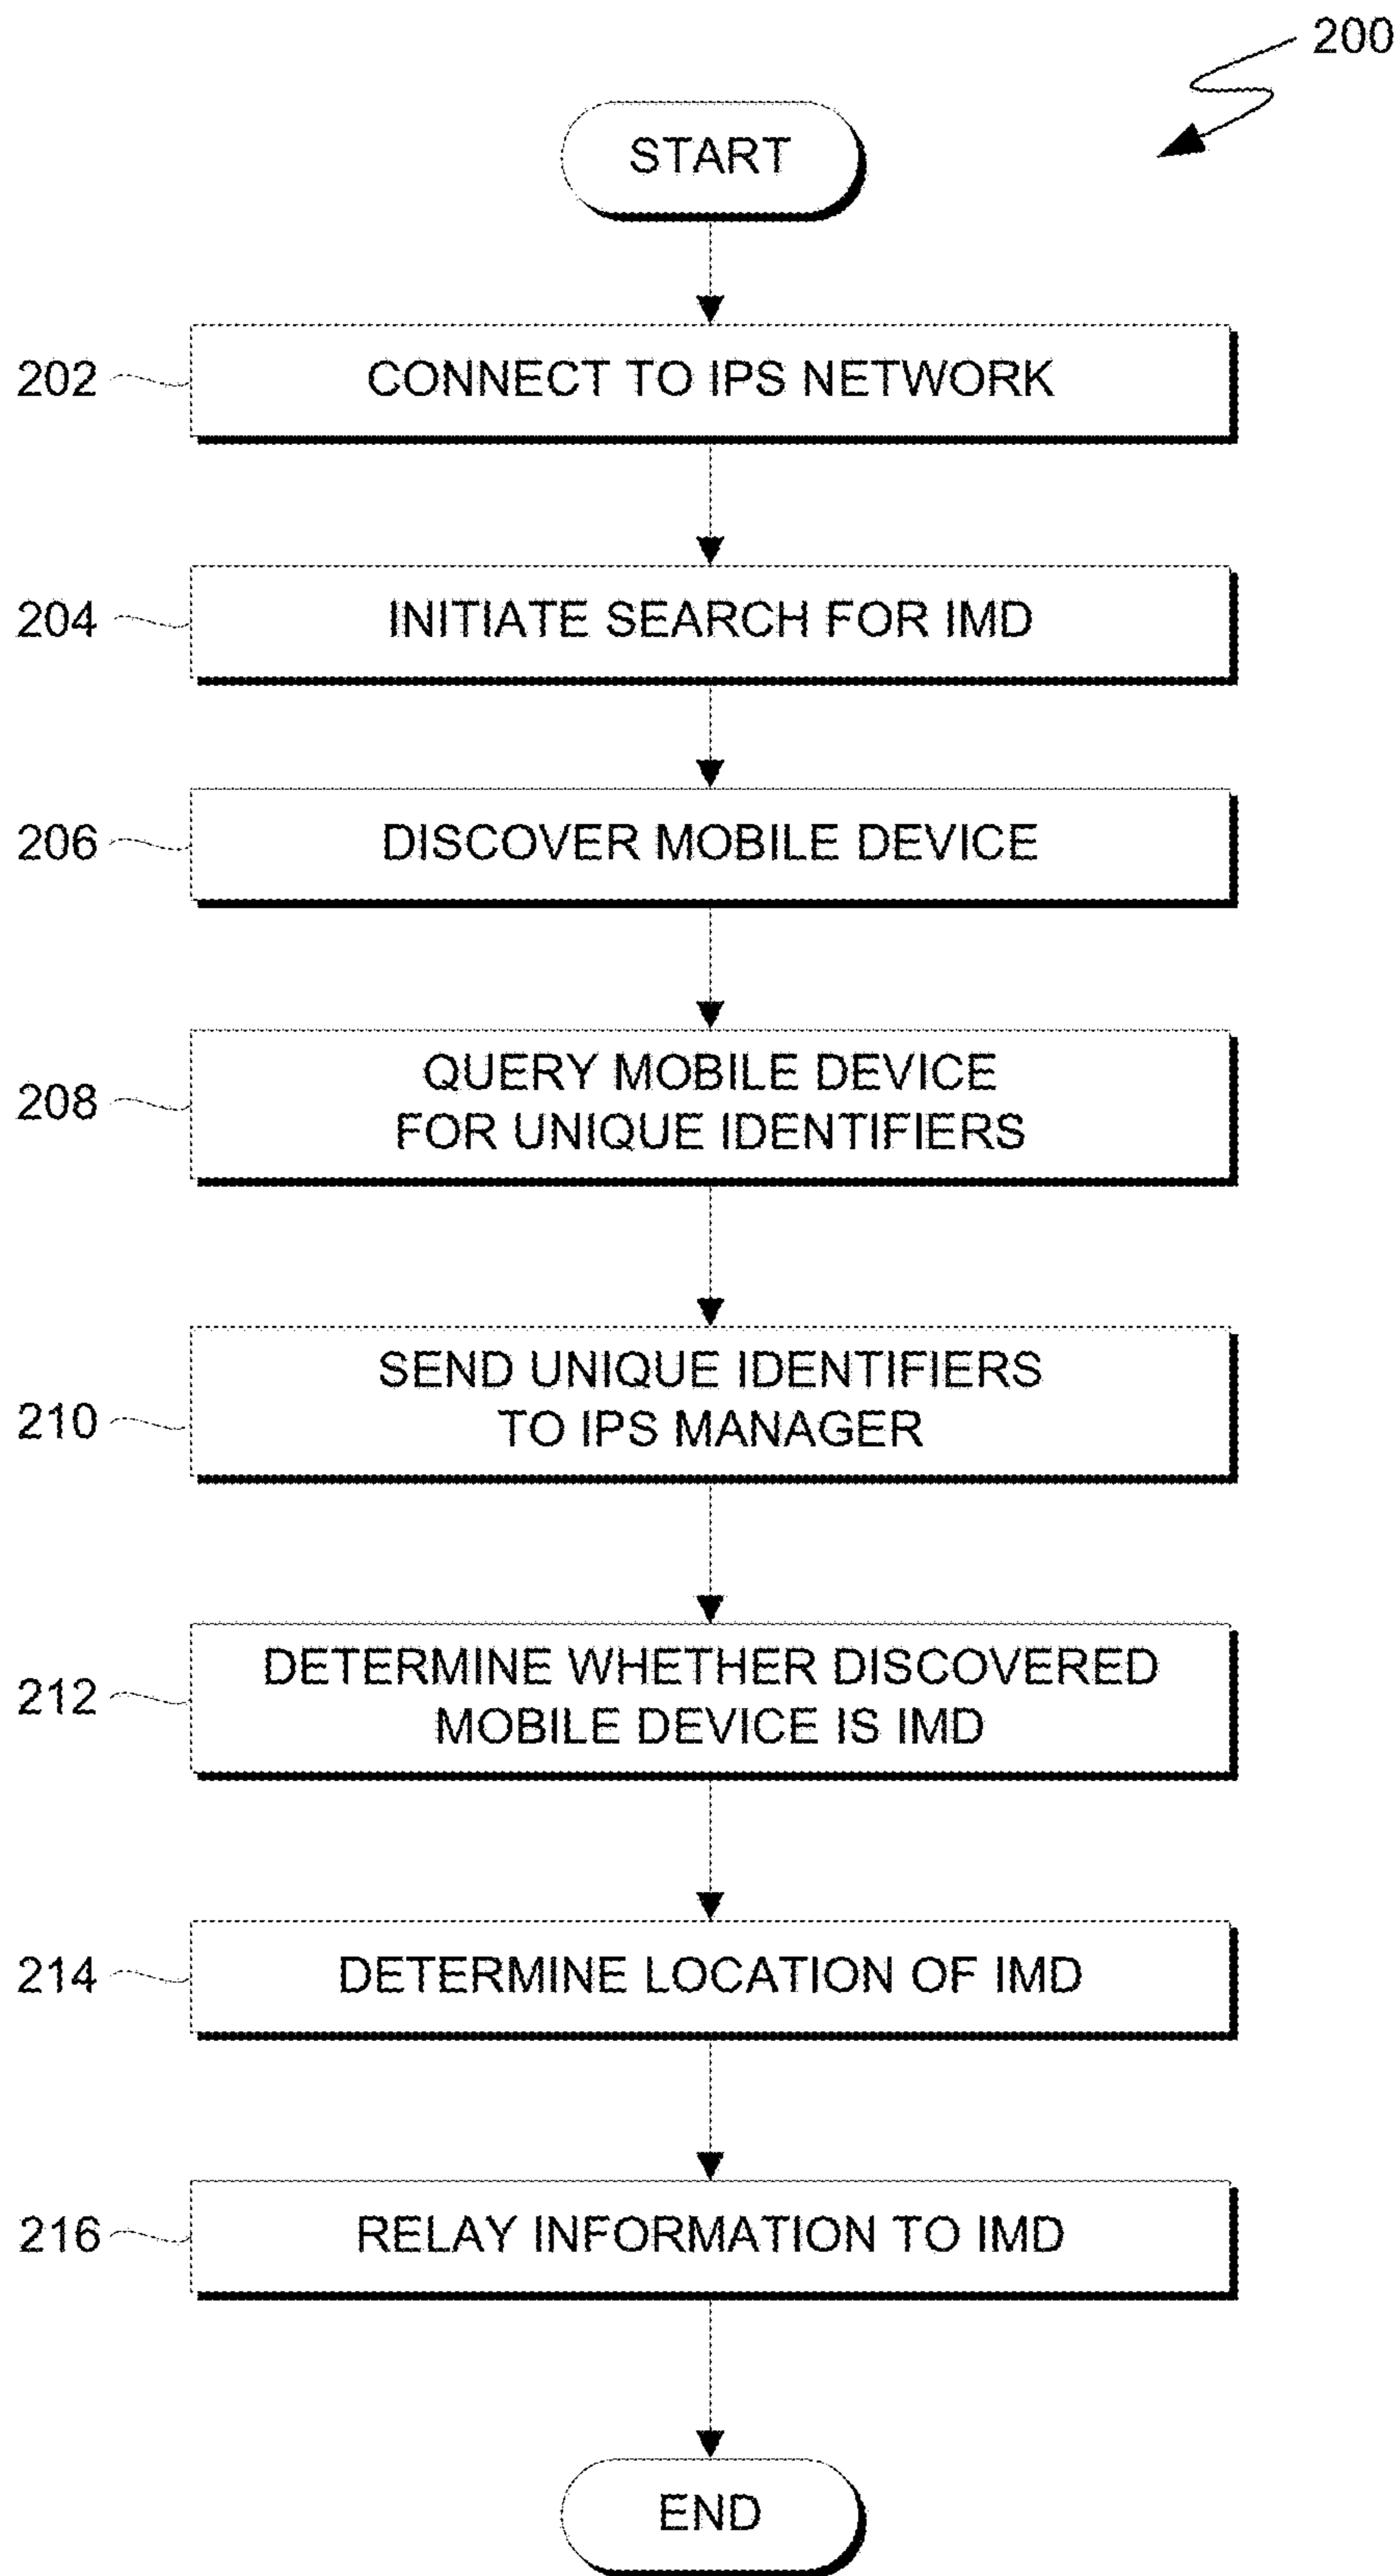 200
START
202
CONNECT TO IPS NETWORK
204
INITIATE SEARCH FOR IMD
206
DISCOVER MOBILE DEVICE
208
QUERY MOBILE DEVICE
FOR UNIQUE IDENTIFIERS
210
SEND UNIQUE IDENTIFIERS
TO IPS MANAGER
212
DETERMINE WHETHER DISCOVERED
MOBILE DEVICE IS IMD
214
DETERMINE LOCATION OF IMD
216
RELAY INFORMATION TO IMD
END